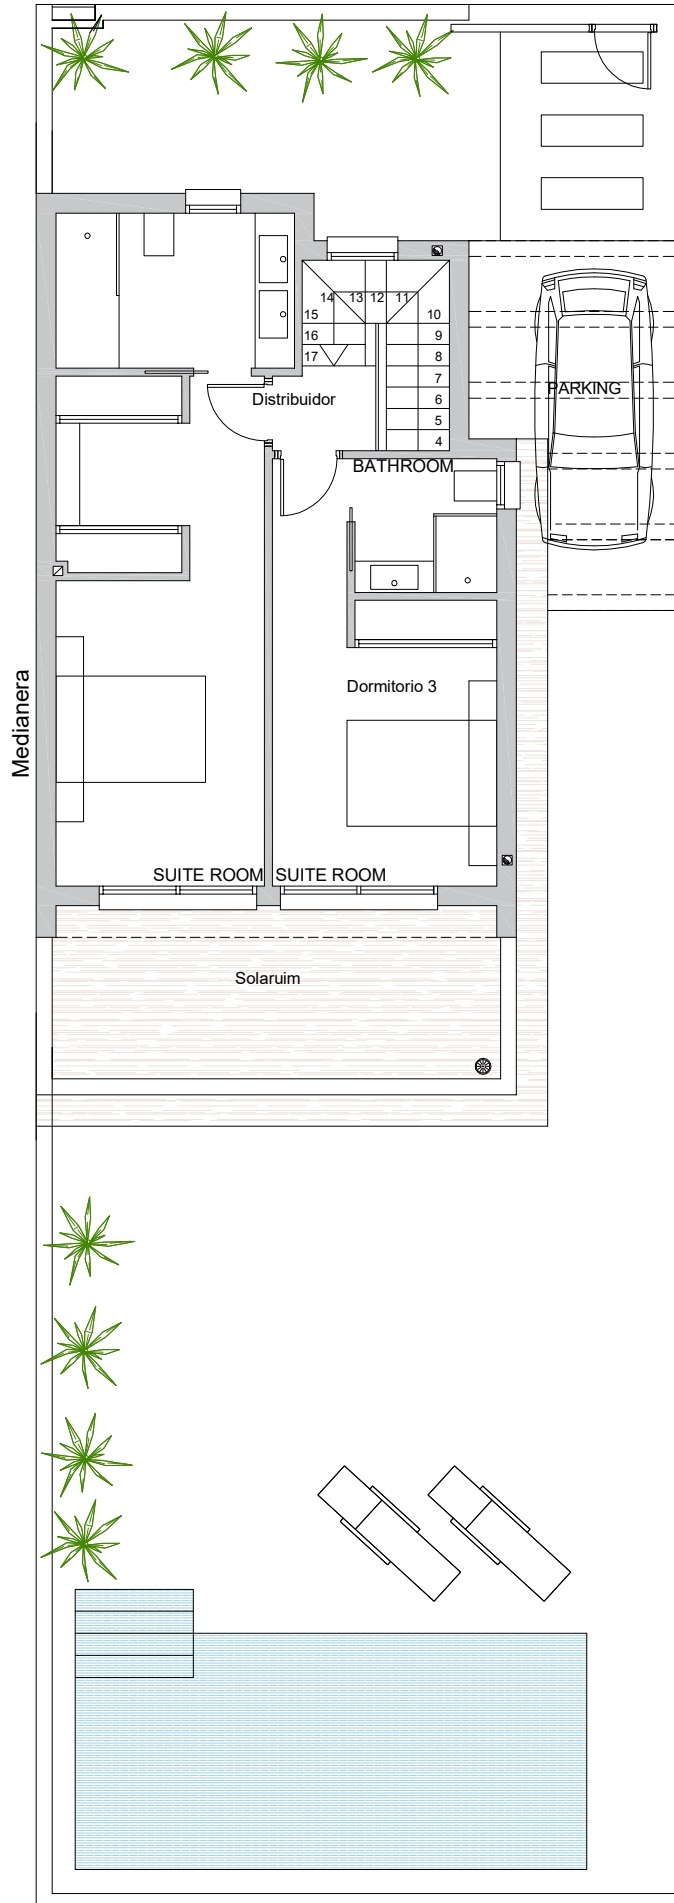 14 13 12 11
15
10
16
9
17
8
PARKING
7
Distribuidor
6
5
4
BATHROOM
Medianera
Dormitorio 3
SUITE ROOM
SUITE ROOM
Solaruim